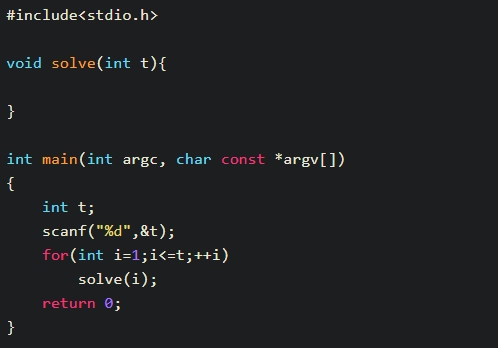 #include<stdio.h>
void solve(int t){
}
int main(int argc, char const *argv[])
{
int t;
scanf("%d",&t);
for(int i=1;i<=t;++i)
solve(i);
return 0;
}